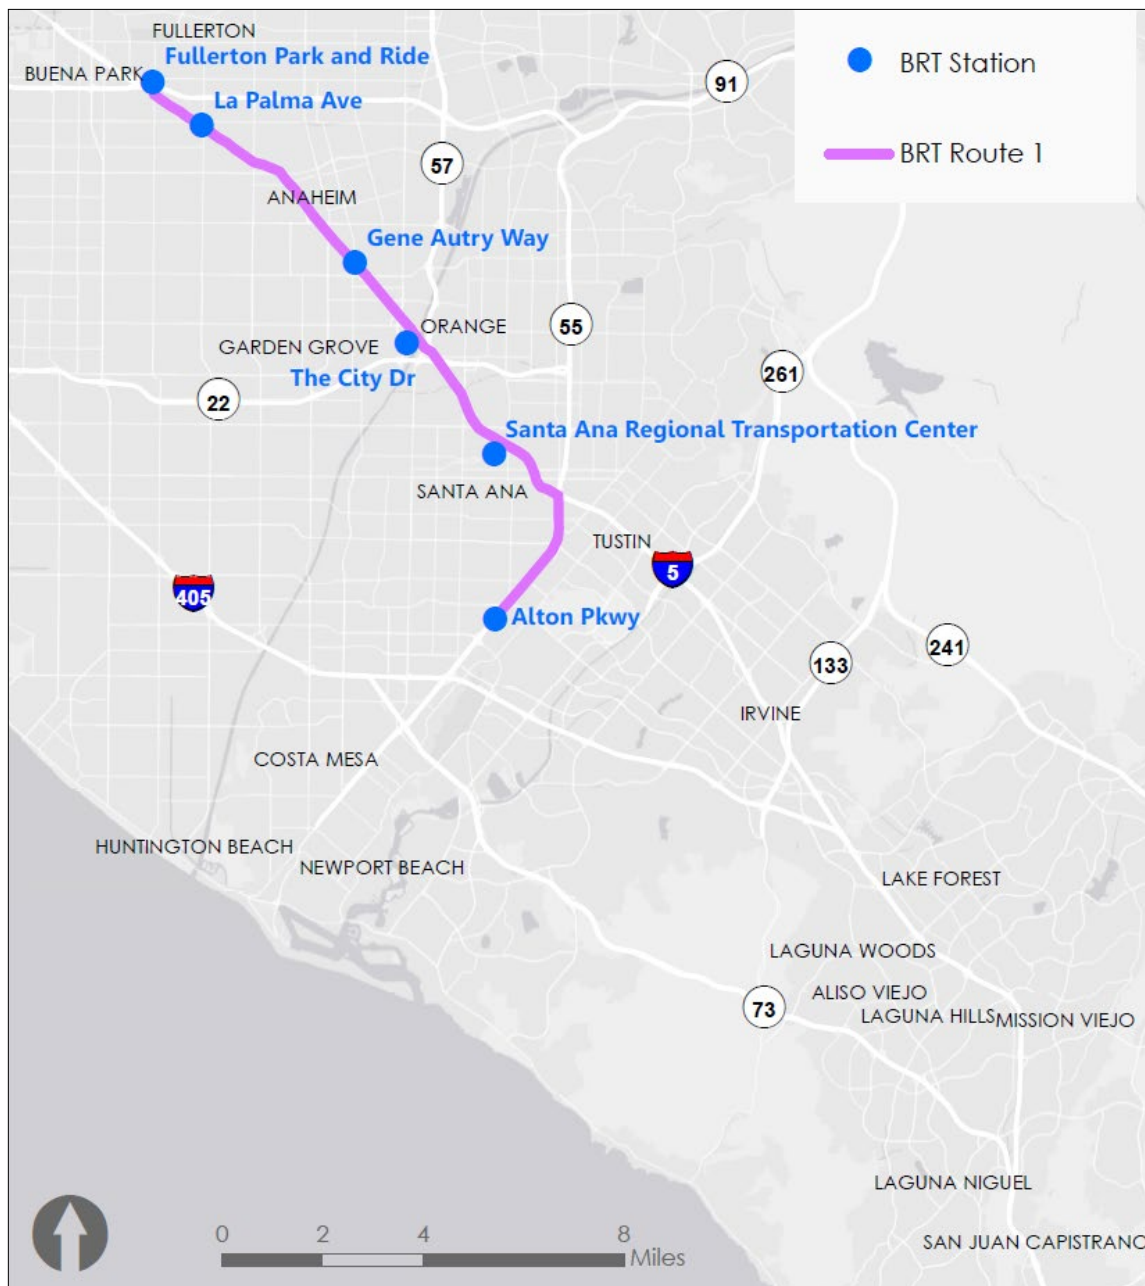 FULLERTON
Fullerton Park and Ride
BUENA PARK
La Palma Ave
BRT Station
91
BRT Route 1
57
ANAHEIM
Gene Autry Way
ORANGE
55
GARDEN GROVE
The City Dr
261
22
Santa Ana Regional Transportation Center
SANTA ANA
TUSTIN
5
405
Alton Pkwy
241
133
IRVINE
COSTA MESA
HUNTINGTON BEACH
NEWPORT BEACH
LAKE FOREST
LAGUNA WOODS
ALISO VIEJO
73
LAGUNA HILLS
MISSION VIEJO
LAGUNA NIGUEL
0 2 4 8
Miles
SAN JUAN CAPISTRANO